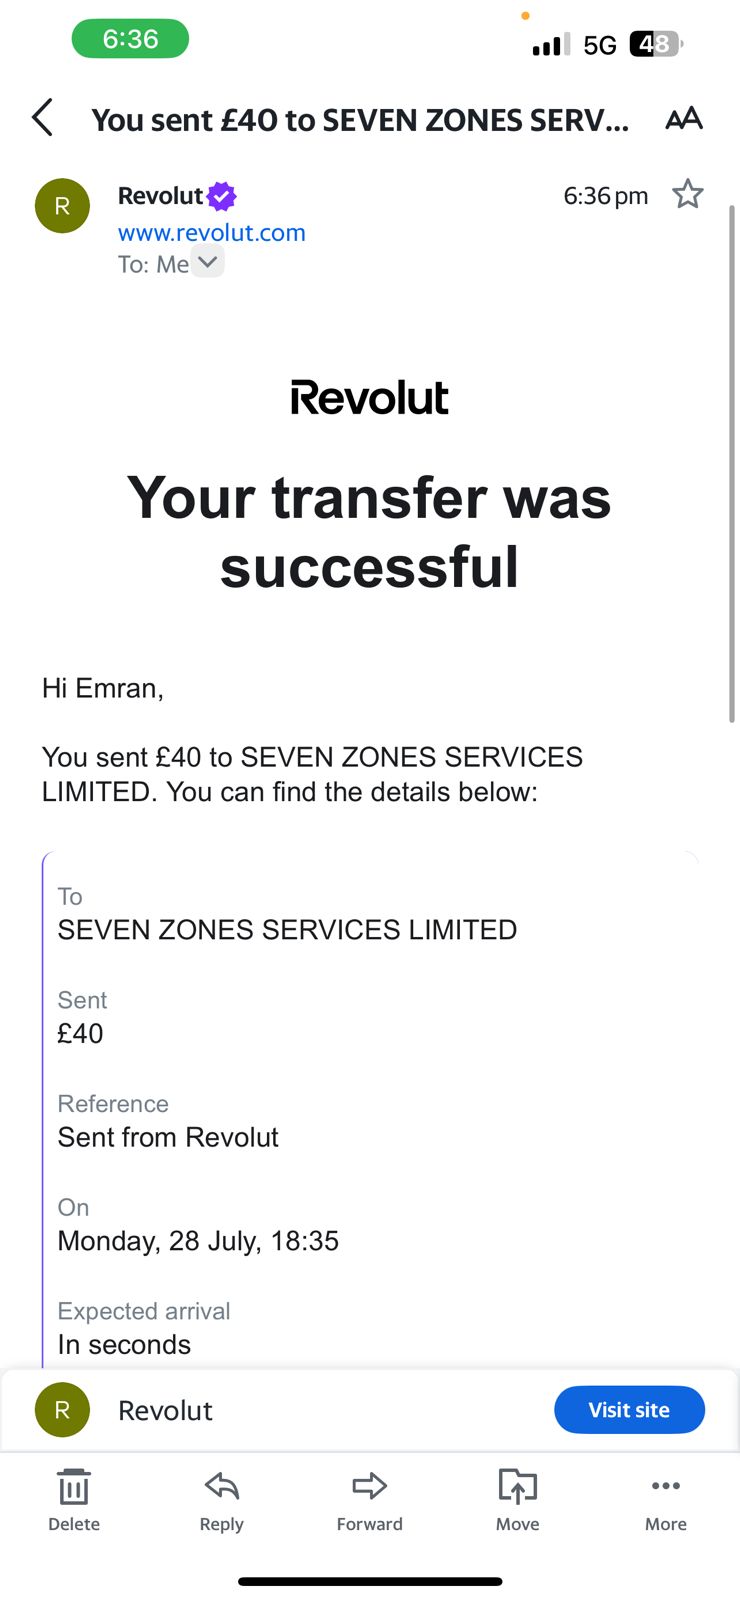 6:36
5G 48
You sent £40 to SEVEN ZONES SERV...
AA
R
Revolut
6:36 pm
www.revolut.com
To: Me
Revolut
Your transfer was
successful
Hi Emran,
You sent £40 to SEVEN ZONES SERVICES
LIMITED. You can find the details below:
To
SEVEN ZONES SERVICES LIMITED
Sent
£40
Reference
Sent from Revolut
On
Monday, 28 July, 18:35
Expected arrival
In seconds
R
Revolut
Visit site
Delete
Reply
Forward
Move
More